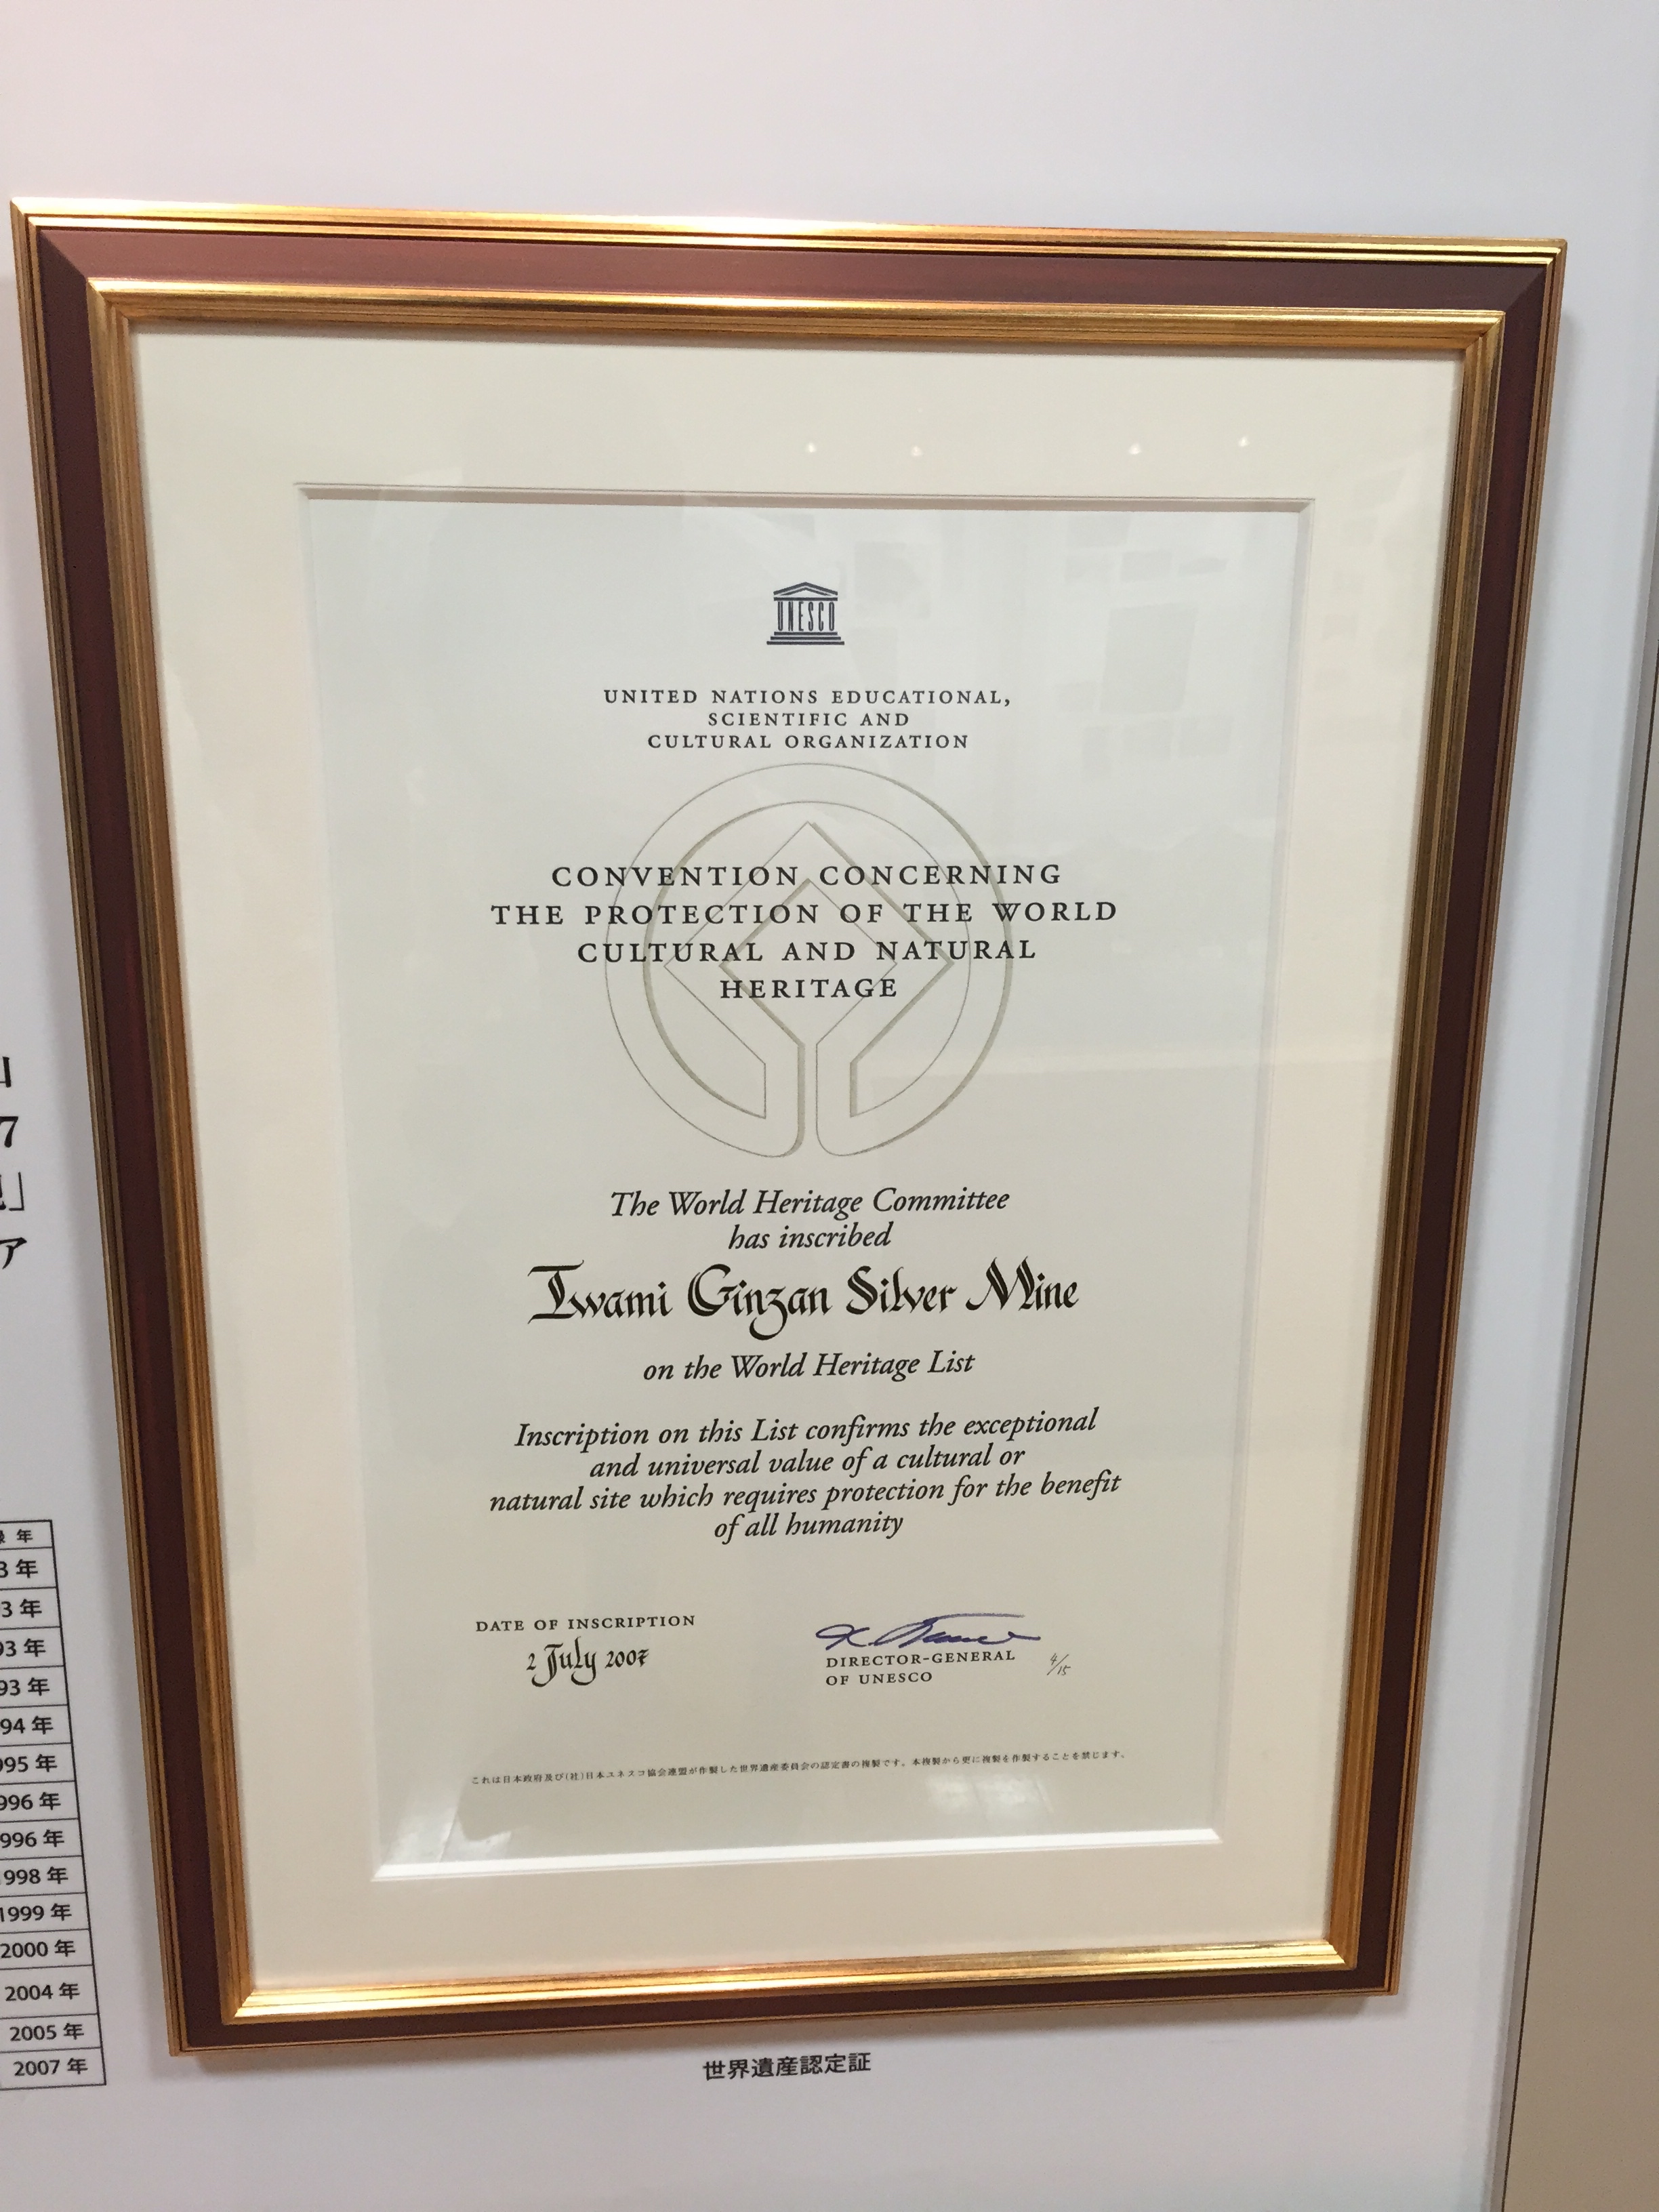 UNESCO
UNITED NATIONS EDUCATIONAL,
SCIENTIFIC AND
CULTURAL ORGANIZATION
CONVENTION CONCERNING
THE PROTECTION OF THE WORLD
CULTURAL AND NATURAL
HERITAGE
The World Heritage Committee
has inscribed
Iwami Ginzan Silver Mine
on the World Heritage List
Inscription on this List confirms the exceptional
and universal value of a cultural or
natural site which requires protection for the benefit
of all humanity
DATE OF INSCRIPTION
2 July 2007
DIRECTOR-GENERAL
OF UNESCO
4/15
これは日本政府及び(社)日本ユネスコ協会連盟が作製した世界遺産委員会の認定書の複製です。本複製から更に複製を作製することを禁じます。
世界遺産認定証
7
」
ア
年
3年
3年
93年
93年
94年
995年
996年
996年
1998年
1999年
2000年
2004年
2005年
2007年